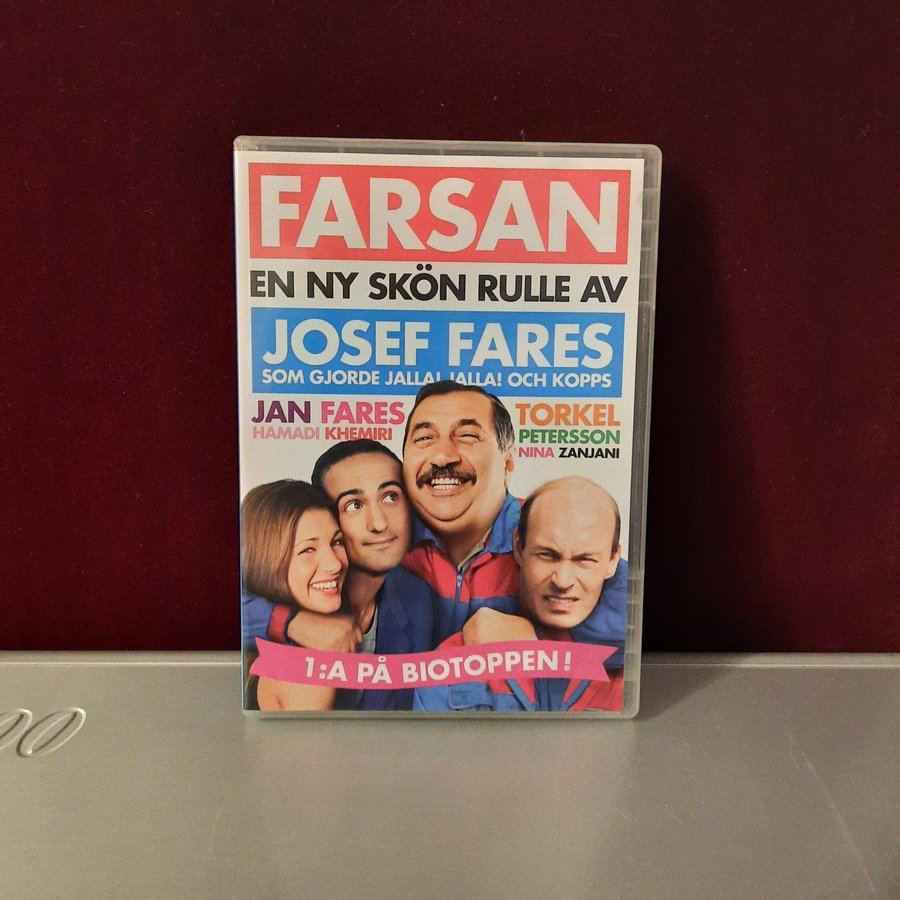 FARSAN
EN NY SKÖN RULLE AV
JOSEF FARES
SOM GJORDE JALLA! JALLA! OCH KOPPS
JAN FARES
HAMADI KHEMIRI
TORKEL
PETERSSON
NINA ZANJANI
1:A PÅ BIOTOPPEN!
00